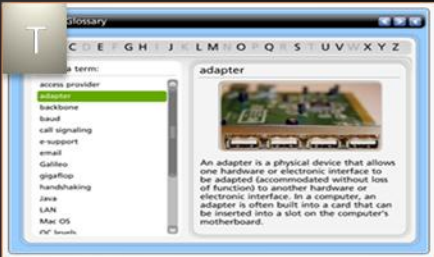 T
Glossary
C D E F G H I J K L M N O P Q R S T U V W X Y Z
a term:
access provider
adapter
backbone
baud
call signaling
e-support
email
Galileo
gigaflop
handshaking
Java
LAN
Mac OS
OC levels
adapter
An adapter is a physical device that allows
one hardware or electronic interface to
be adapted (accommodated without loss
of function) to another hardware or
electronic interface. In a computer, an
adapter is often built into a card that can
be inserted into a slot on the computer's
motherboard.